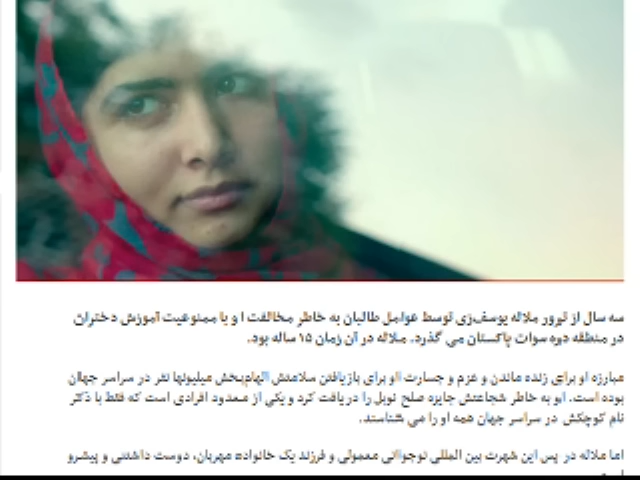 سه سال از ترور ملاله یوسف‌زی توسط عوامل طالبان به خاطر مخالفت او با ممنوعیت آموزش دختران
در منطقه دره سوات پاکستان می گذرد. ملاله در آن زمان ۱۵ ساله بود.
مبارزه او برای زنده ماندن و عزم و جسارت او برای بازیافتن سلامتش الهام‌بخش میلیونها نفر در سراسر جهان
بوده است. او به خاطر شجاعتش جایزه صلح نوبل را دریافت کرد و یکی از معدود افرادی است که فقط با ذکر
نام کوچکش در سراسر جهان همه او را می شناسند.
اما ملاله در پس این شهرت بین المللی نوجوانی معمولی و فرزند یک خانواده مهربان، دوست داشتنی و پیشرو